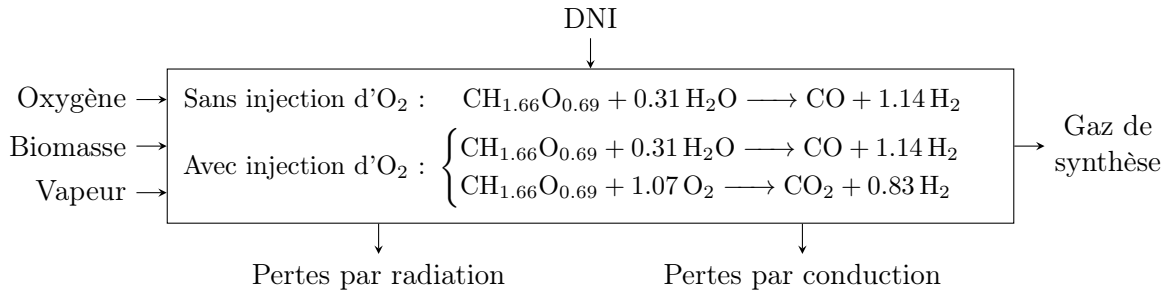 DNI
Oxygène
Biomasse
Vapeur
Sans injection d'O₂ : CH₁.₆₆O₀.₆₉ + 0.31 H₂O ⟶ CO + 1.14 H₂
Avec injection d'O₂ : { CH₁.₆₆O₀.₆₉ + 0.31 H₂O ⟶ CO + 1.14 H₂
CH₁.₆₆O₀.₆₉ + 1.07 O₂ ⟶ CO₂ + 0.83 H₂
Gaz de
synthèse
Pertes par radiation
Pertes par conduction